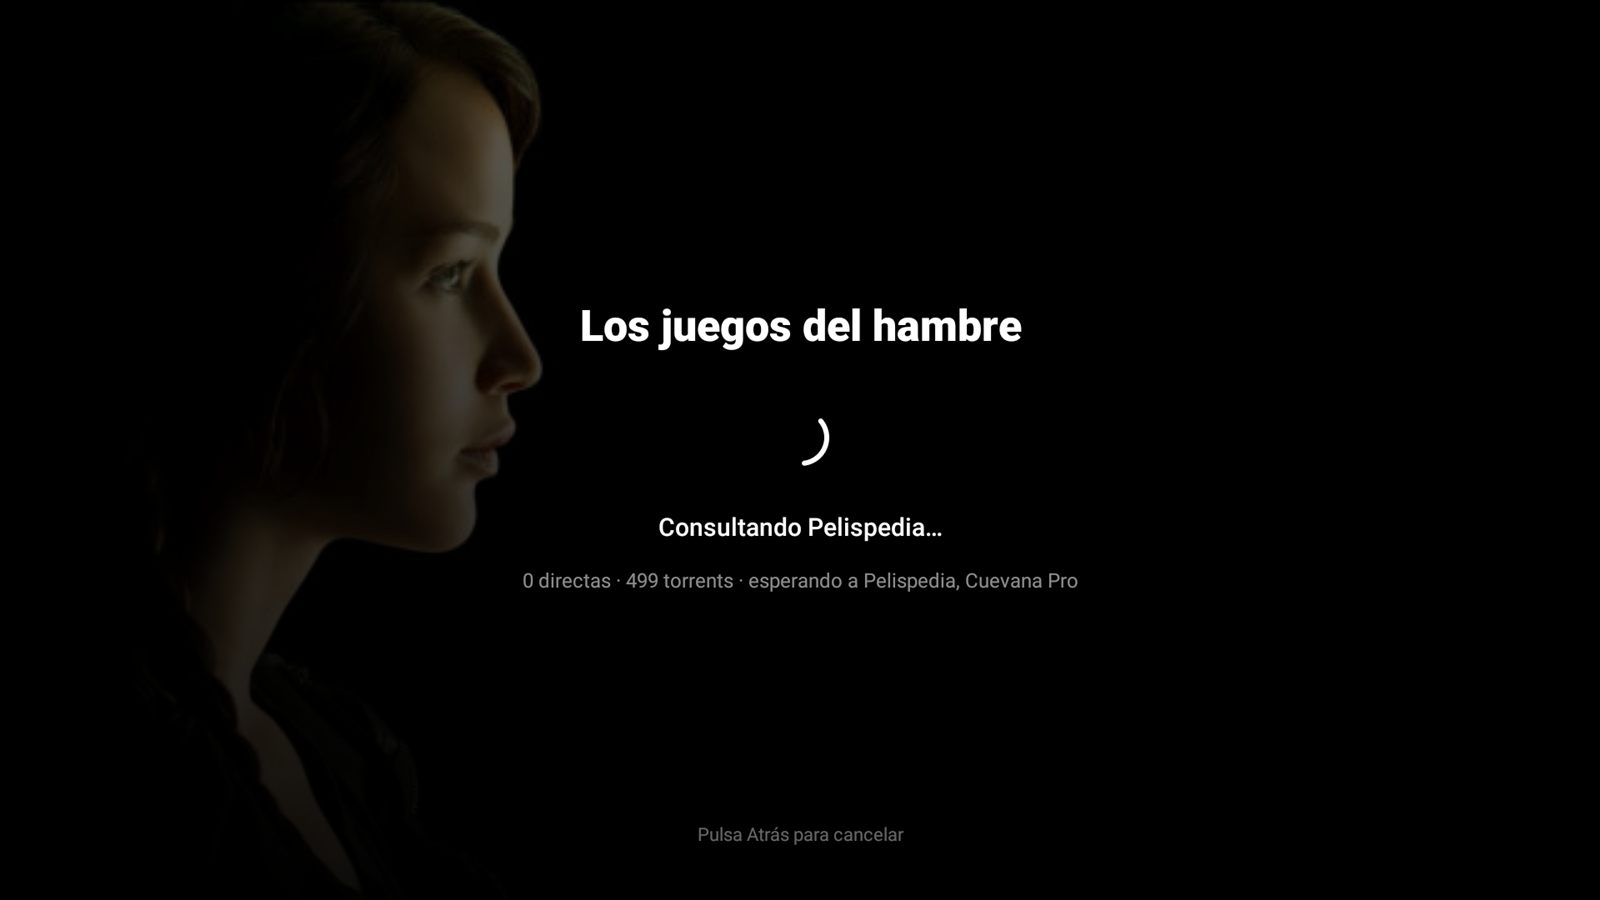 Los juegos del hambre
Consultando Pelispedia…
0 directas · 499 torrents · esperando a Pelispedia, Cuevana Pro
Pulsa Atrás para cancelar